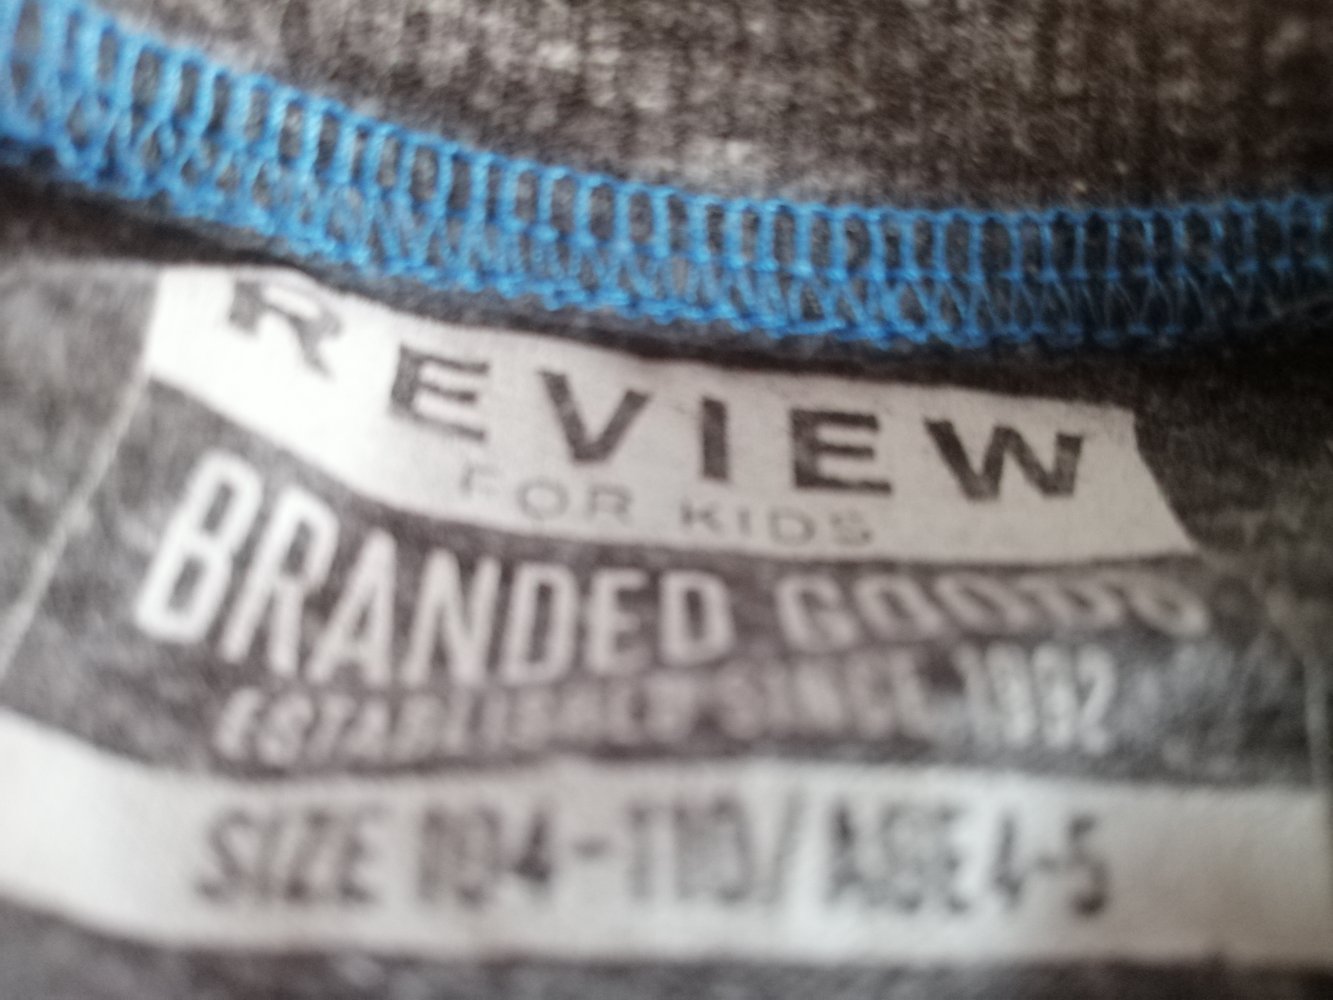 REVIEW
FOR KIDS
BRANDED GOODS
ESTABLISHED SINCE 1992
SIZE 104-110/AGE 4-5